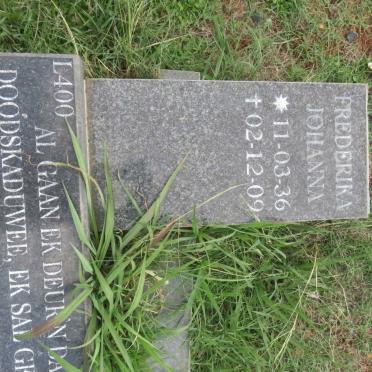 FREDERIKA
JOHANNA
✷ 11-03-36
✝ 02-12-09
L400
AL GAAN EK DEUR 'N
DOODSKADUWEE, EK SAL